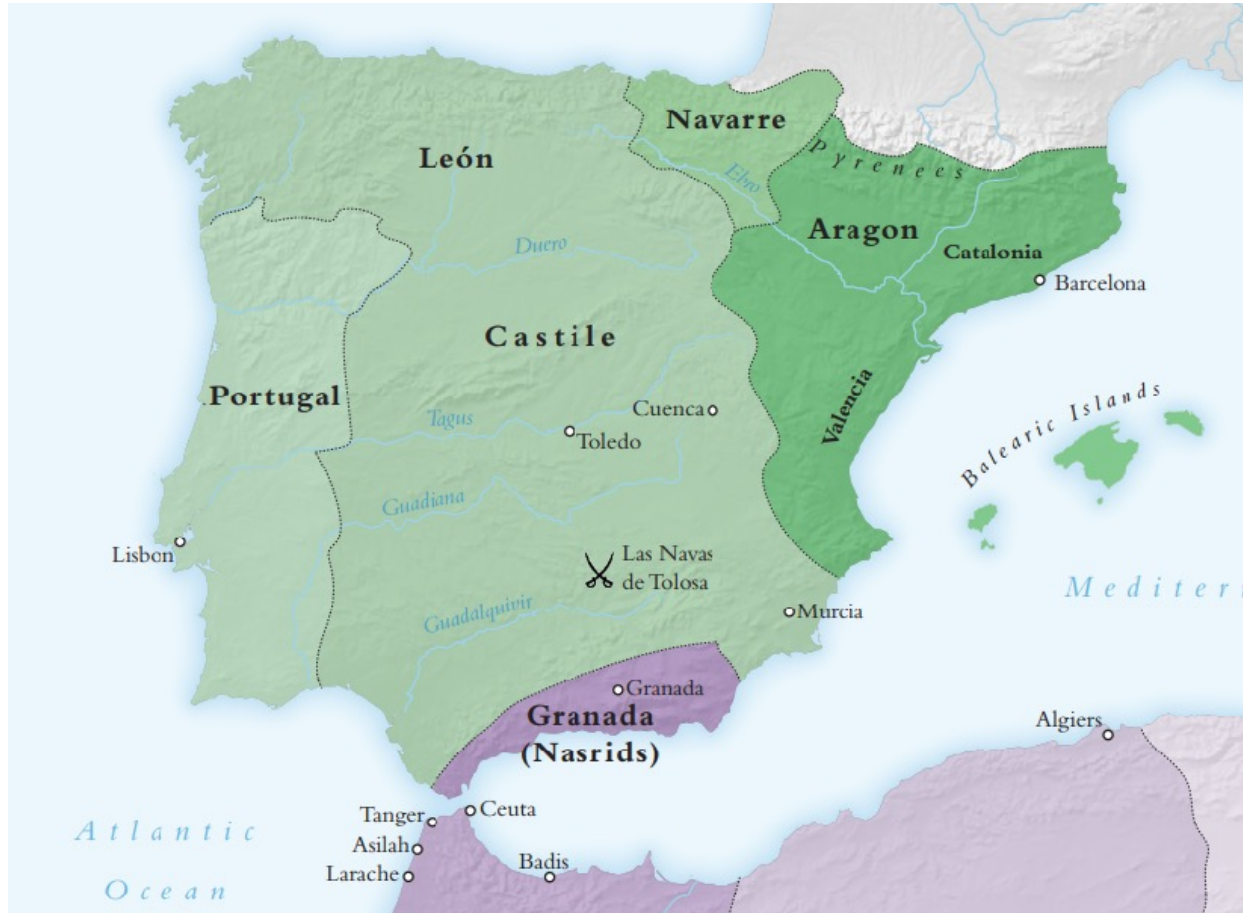 Navarre
León
Pyrenees
Ebro
Aragon
Duero
Catalonia
Barcelona
Castile
Portugal
Valencia
Balearic Islands
Tagus
Cuenca
Toledo
Guadiana
Lisbon
Las Navas
de Tolosa
Mediterr
Guadalquivir
Murcia
Granada
Granada
(Nasrids)
Algiers
Tanger
Ceuta
Atlantic
Ocean
Asilah
Larache
Badis